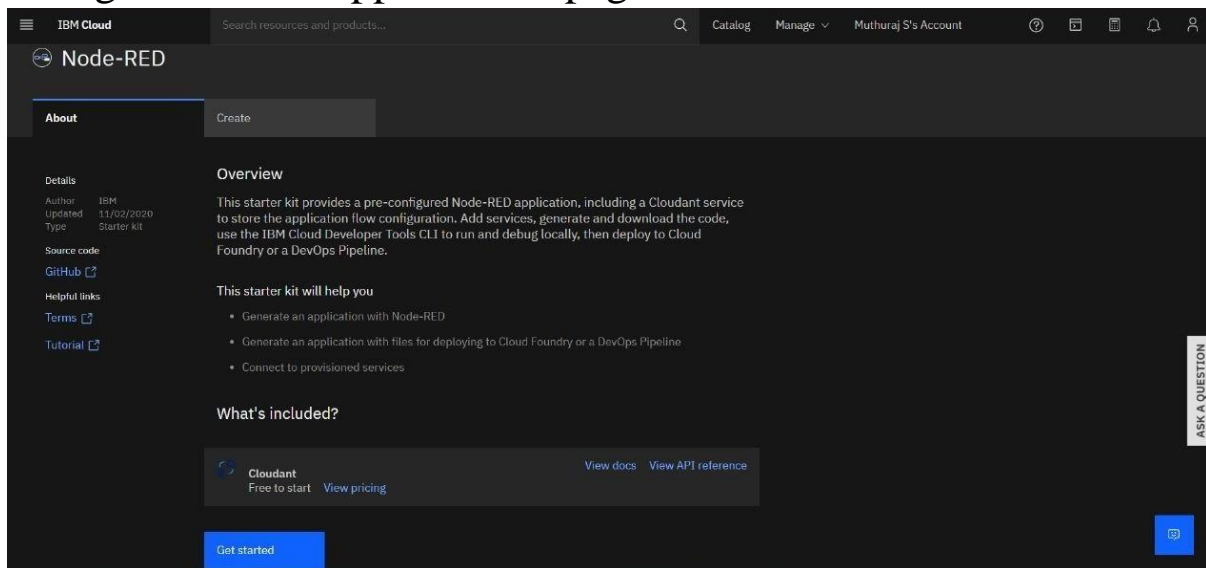 IBM Cloud
Search resources and products...
Catalog
Manage
Muthuraj S's Account
Node-RED
About
Create
Details
Author IBM
Updated 11/02/2020
Type Starter kit
Source code
GitHub
Helpful links
Terms
Tutorial
Overview
This starter kit provides a pre-configured Node-RED application, including a Cloudant service
to store the application flow configuration. Add services, generate and download the code,
use the IBM Cloud Developer Tools CLI to run and debug locally, then deploy to Cloud
Foundry or a DevOps Pipeline.
This starter kit will help you
• Generate an application with Node-RED
• Generate an application with files for deploying to Cloud Foundry or a DevOps Pipeline
• Connect to provisioned services
What's included?
Cloudant
Free to start View pricing
View docs View API reference
Get started
ASK A QUESTION